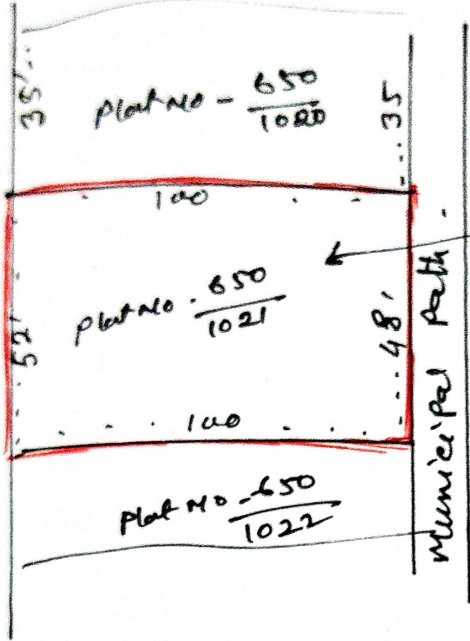 35'
Plot No - 650/1020
35
100
Plot No. 650/1021
52'
48'
100
Municipal Path.
Plot No - 650/1022